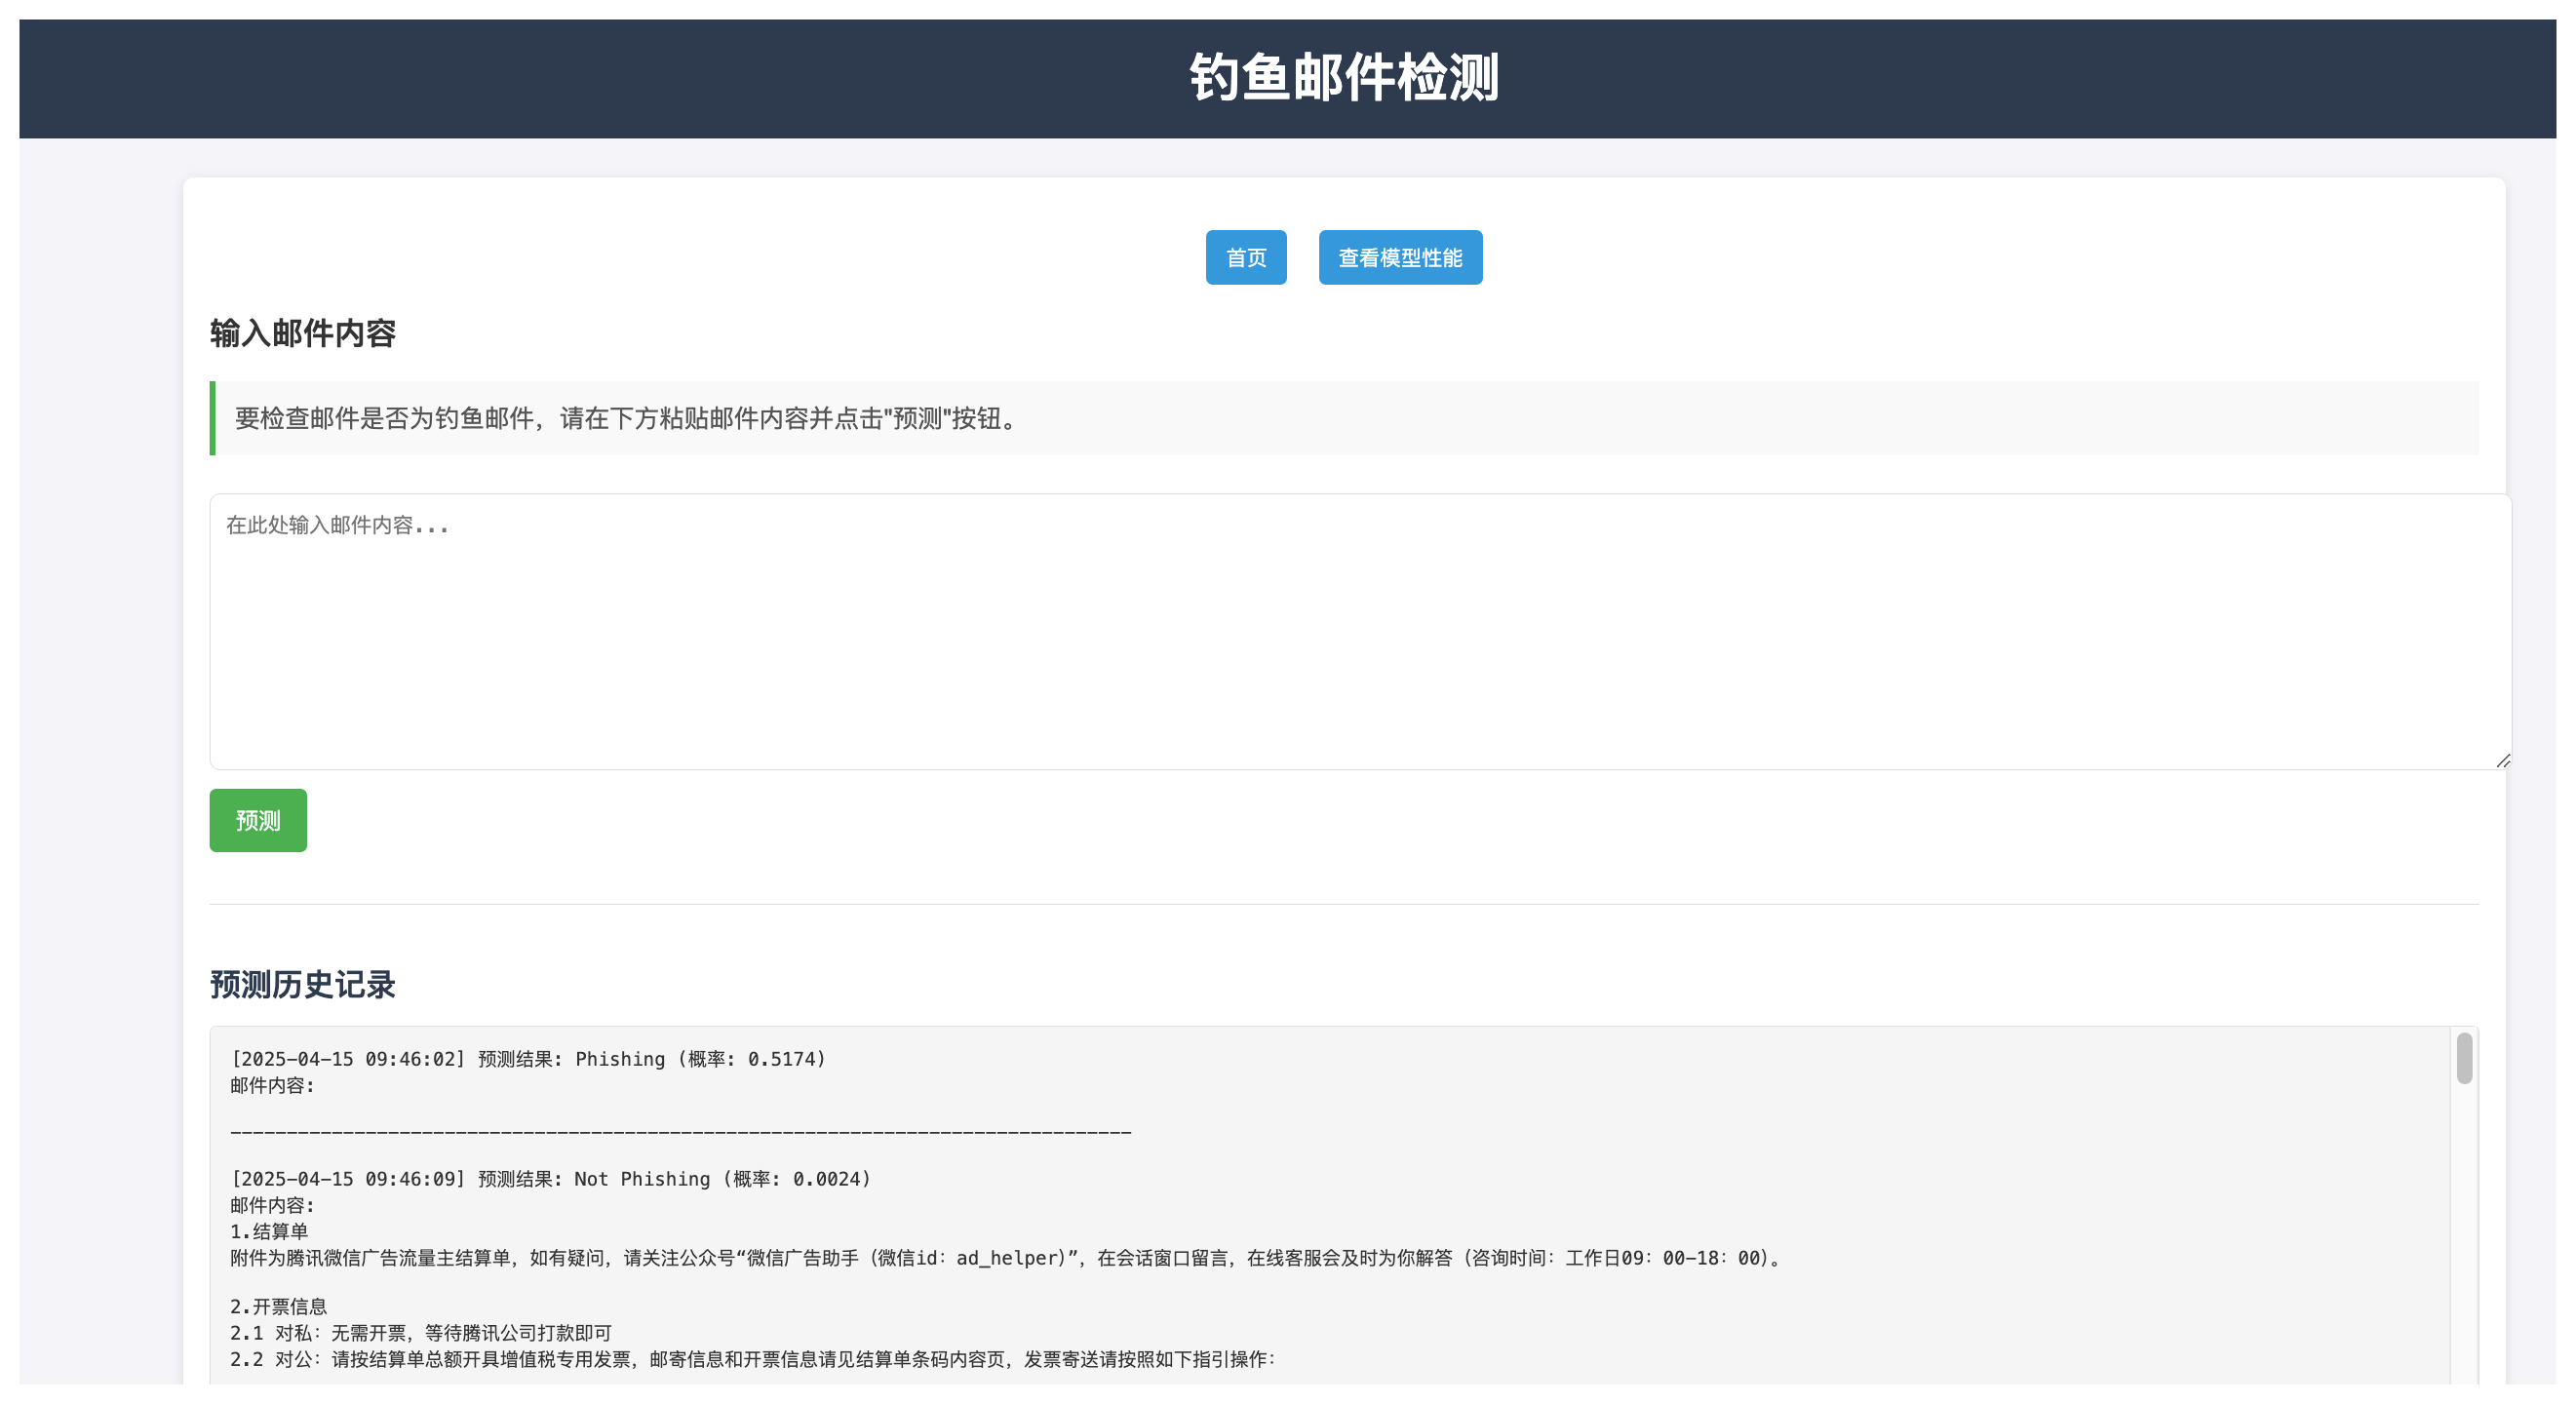 钓鱼邮件检测
首页
查看模型性能
输入邮件内容
要检查邮件是否为钓鱼邮件，请在下方粘贴邮件内容并点击"预测"按钮。
在此处输入邮件内容...
预测
预测历史记录
[2025-04-15 09:46:02] 预测结果: Phishing (概率: 0.5174)
邮件内容:
--------------------------------------------------------------------------------
[2025-04-15 09:46:09] 预测结果: Not Phishing (概率: 0.0024)
邮件内容:
1.结算单
附件为腾讯微信广告流量主结算单，如有疑问，请关注公众号“微信广告助手（微信id：ad_helper）”，在会话窗口留言，在线客服会及时为你解答（咨询时间：工作日09：00-18：00）。
2.开票信息
2.1 对私：无需开票，等待腾讯公司打款即可
2.2 对公：请按结算单总额开具增值税专用发票，邮寄信息和开票信息请见结算单条码内容页，发票寄送请按照如下指引操作：